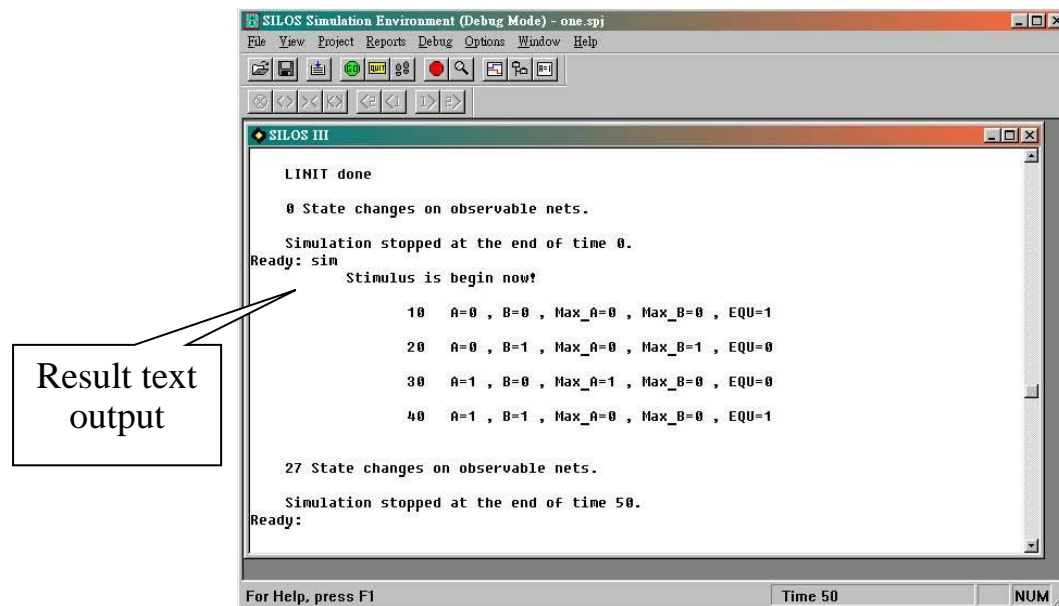 SILOS Simulation Environment (Debug Mode) - one.spj
File View Project Reports Debug Options Window Help
GO QUIT
SILOS III
LINIT done
0 State changes on observable nets.
Simulation stopped at the end of time 0.
Ready: sim
Stimulus is begin now!
10 A=0 , B=0 , Max_A=0 , Max_B=0 , EQU=1
20 A=0 , B=1 , Max_A=0 , Max_B=1 , EQU=0
30 A=1 , B=0 , Max_A=1 , Max_B=0 , EQU=0
40 A=1 , B=1 , Max_A=0 , Max_B=0 , EQU=1
27 State changes on observable nets.
Simulation stopped at the end of time 50.
Ready:
Result text
output
For Help, press F1 Time 50 NUM